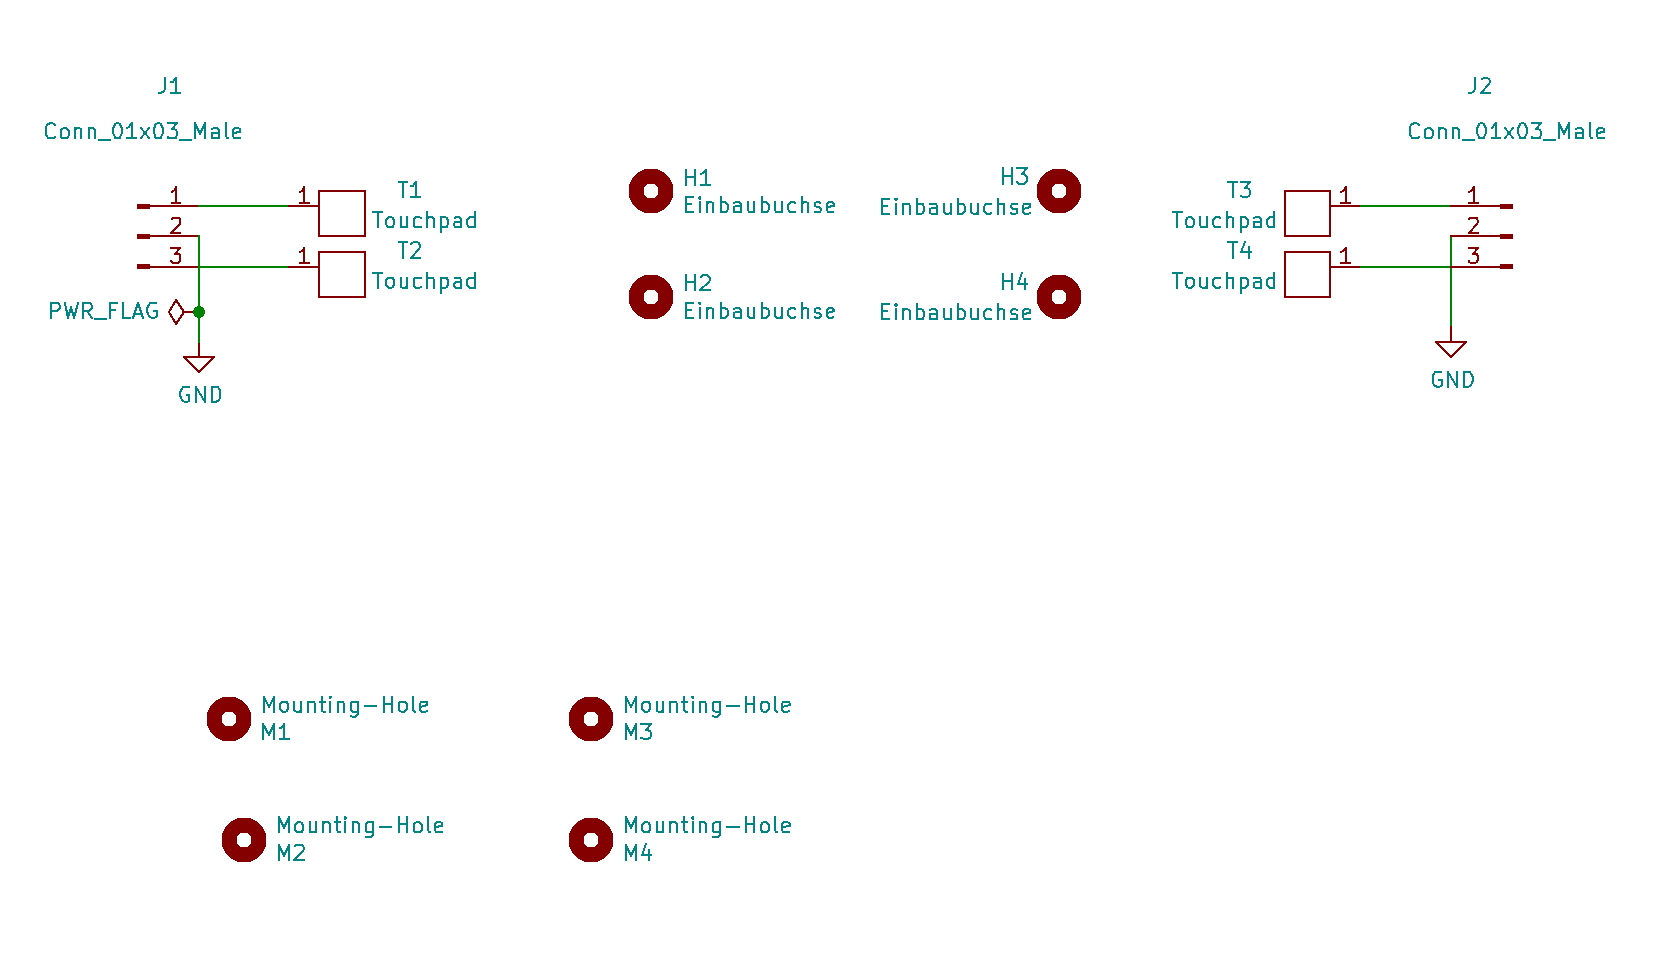 J1
Conn_01x03_Male
1
2
3
1
T1
Touchpad
1
T2
Touchpad
PWR_FLAG
GND
H1
Einbaubuchse
H2
Einbaubuchse
H3
Einbaubuchse
H4
Einbaubuchse
J2
Conn_01x03_Male
T3
Touchpad
1
T4
Touchpad
1
1
2
3
GND
Mounting-Hole
M1
Mounting-Hole
M2
Mounting-Hole
M3
Mounting-Hole
M4